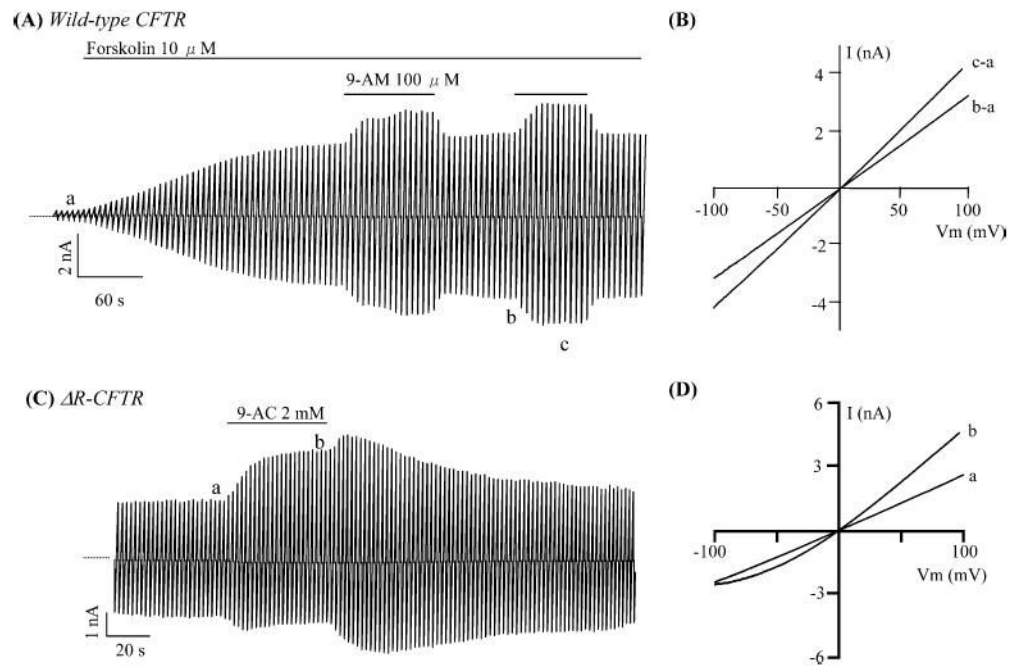 (A) Wild-type CFTR
Forskolin 10 μ M
9-AM 100 μ M
a
b
c
2 nA
60 s
(B)
I (nA)
c-a
b-a
4
2
-100
-50
50
100
Vm (mV)
-2
-4
(C) ΔR-CFTR
9-AC 2 mM
a
b
1 nA
20 s
(D)
I (nA)
6
3
b
a
-100
100
Vm (mV)
-3
-6